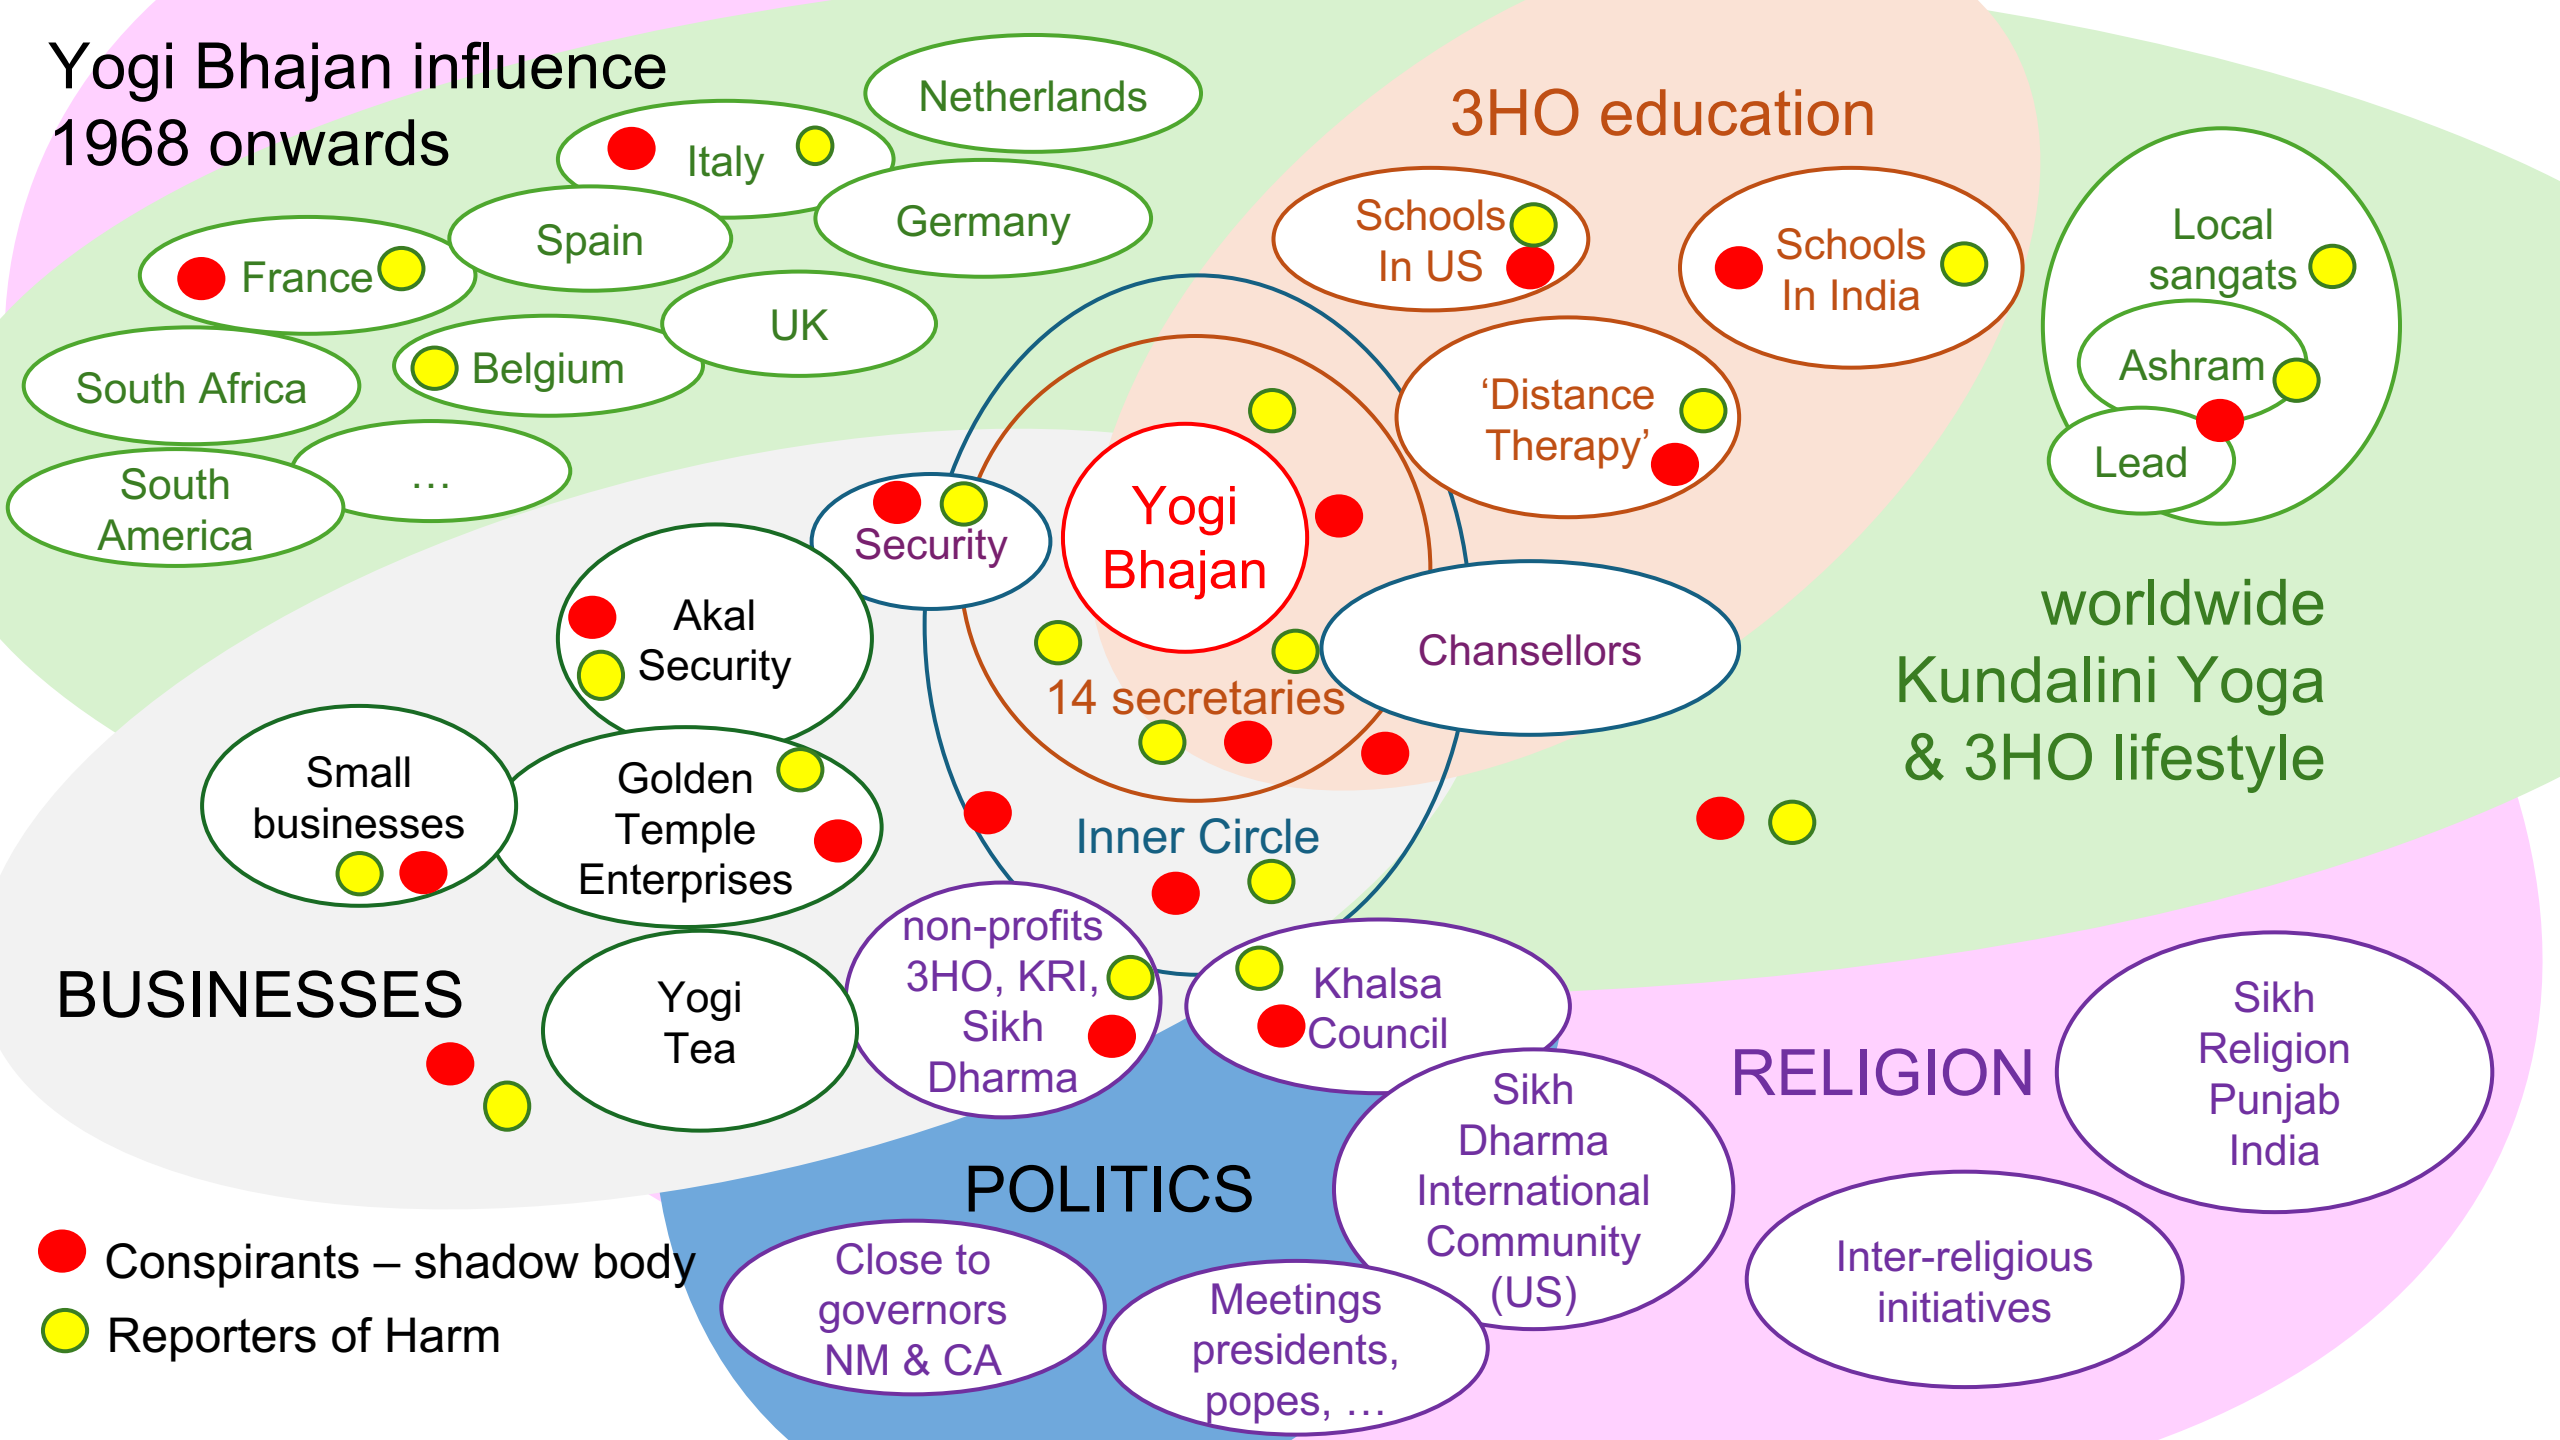 Yogi Bhajan influence
1968 onwards
Netherlands
Italy
Spain
Germany
France
UK
Belgium
South Africa
…
South
America
3HO education
Schools
In US
Schools
In India
‘Distance
Therapy’
Local
sangats
Ashram
Lead
Security
Yogi
Bhajan
Akal
Security
14 secretaries
Chansellors
worldwide
Kundalini Yoga
& 3HO lifestyle
Small
businesses
Golden
Temple
Enterprises
Inner Circle
BUSINESSES
Yogi
Tea
non-profits
3HO, KRI,
Sikh
Dharma
Khalsa
Council
RELIGION
Sikh
Religion
Punjab
India
Sikh
Dharma
International
Community
(US)
POLITICS
Close to
governors
NM & CA
Meetings
presidents,
popes, …
Inter-religious
initiatives
Conspirants – shadow body
Reporters of Harm